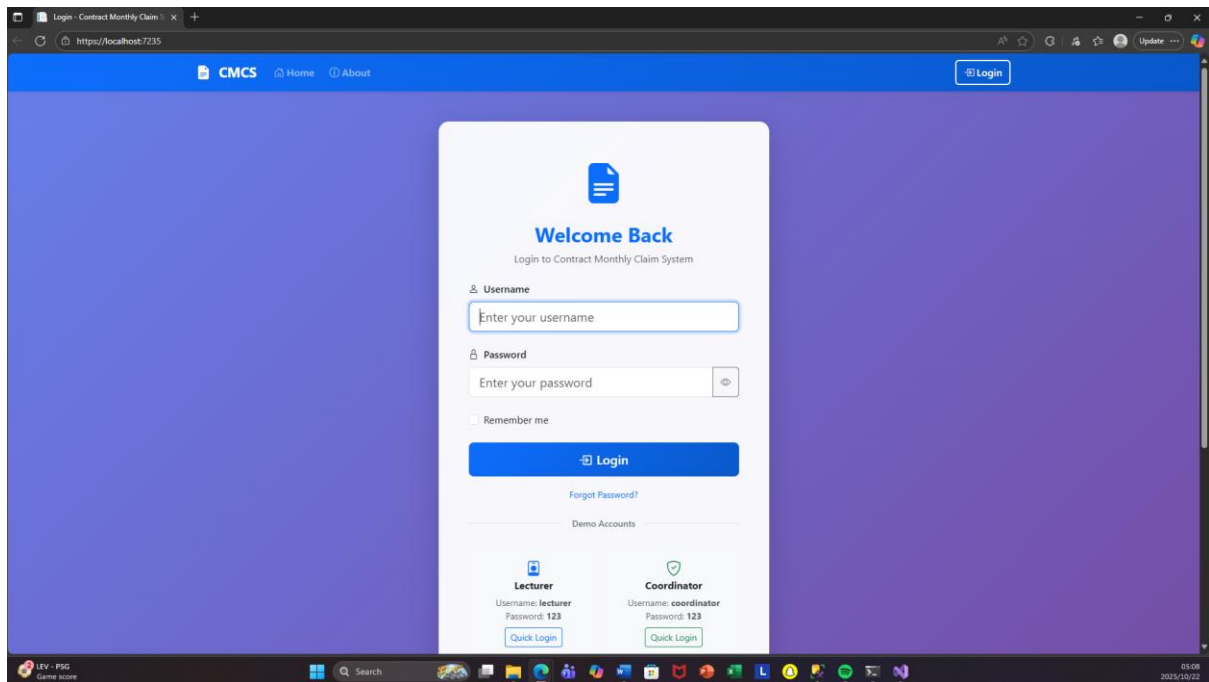 Login - Contract Monthly Claim S
https://localhost:7235
Update
CMCS Home About Login
Welcome Back
Login to Contract Monthly Claim System
Username
Enter your username
Password
Enter your password
Remember me
Login
Forgot Password?
Demo Accounts
Lecturer
Username: lecturer
Password: 123
Quick Login
Coordinator
Username: coordinator
Password: 123
Quick Login
LEV - PSG
Game score
Search
05:08
2025/10/22